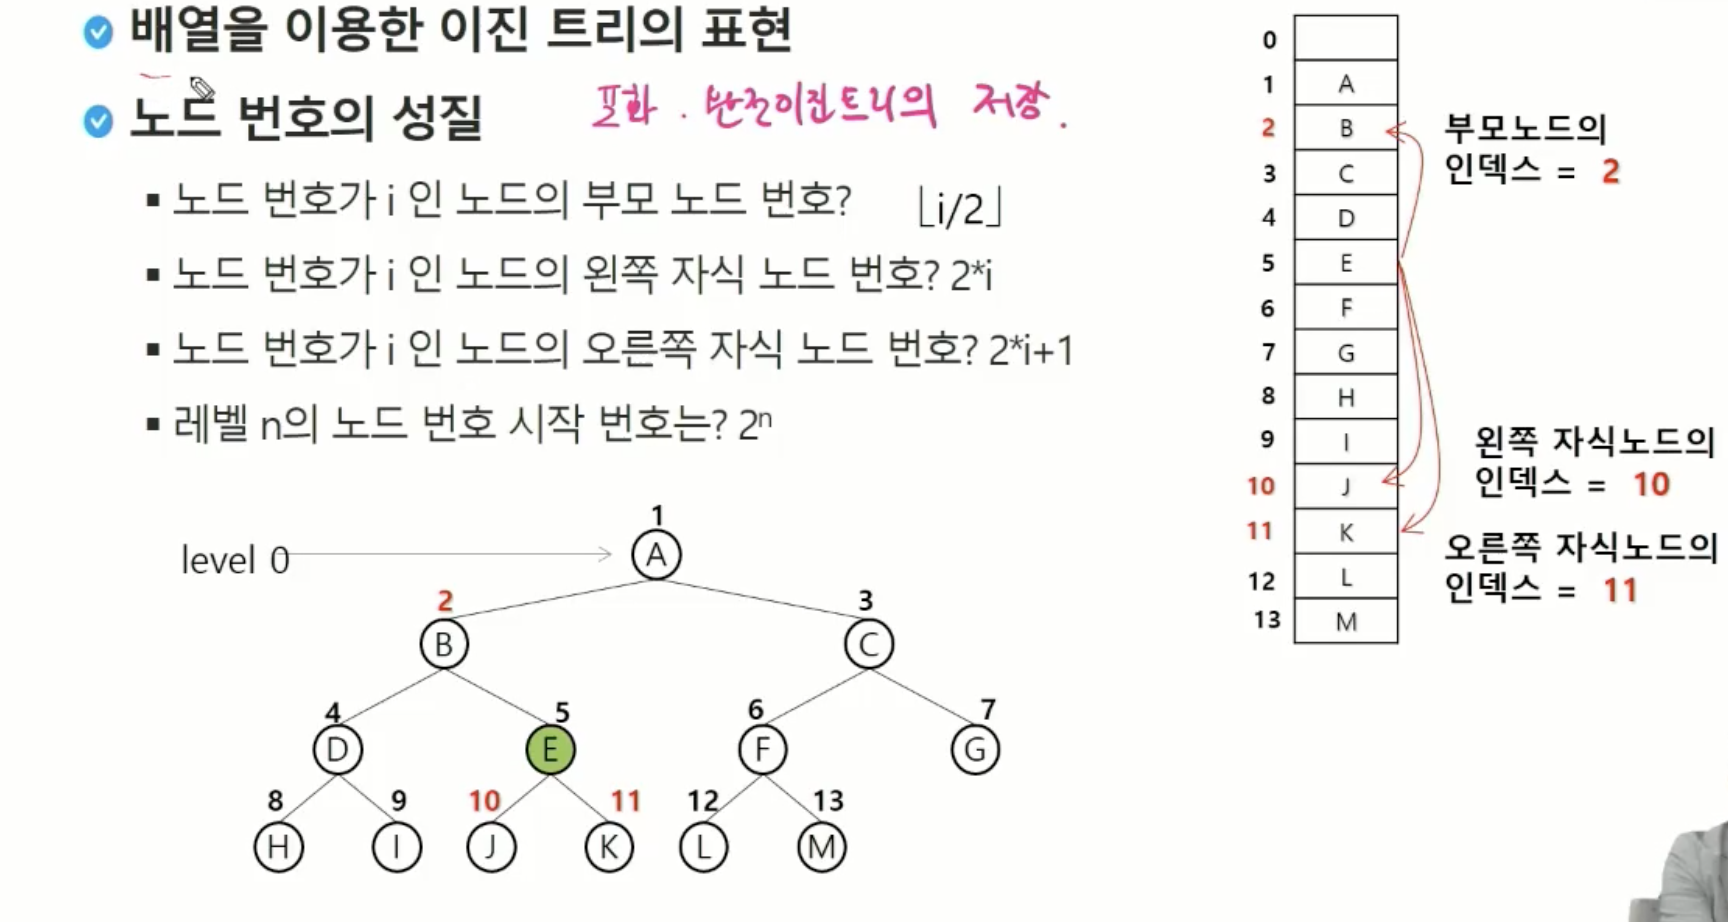 배열을 이용한 이진 트리의 표현
노드 번호의 성질
포화 . 완전이진트리의 저장.
노드 번호가 i 인 노드의 부모 노드 번호? ⌊i/2⌋
노드 번호가 i 인 노드의 왼쪽 자식 노드 번호? 2*i
노드 번호가 i 인 노드의 오른쪽 자식 노드 번호? 2*i+1
레벨 n의 노드 번호 시작 번호는? 2ⁿ
level 0
1
A
2
3
B
C
4
5
6
7
D
E
F
G
8
9
10
11
12
13
H
I
J
K
L
M
0
1 A
2 B
3 C
4 D
5 E
6 F
7 G
8 H
9 I
10 J
11 K
12 L
13 M
부모노드의
인덱스 = 2
왼쪽 자식노드의
인덱스 = 10
오른쪽 자식노드의
인덱스 = 11